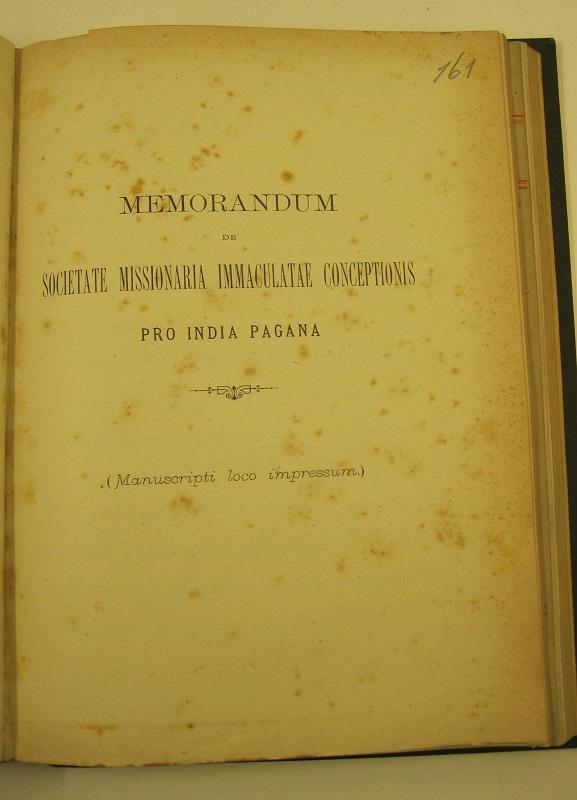 161
MEMORANDUM
DE
SOCIETATE MISSIONARIA IMMACULATAE CONCEPTIONIS
PRO INDIA PAGANA
(Manuscripti loco impressum.)